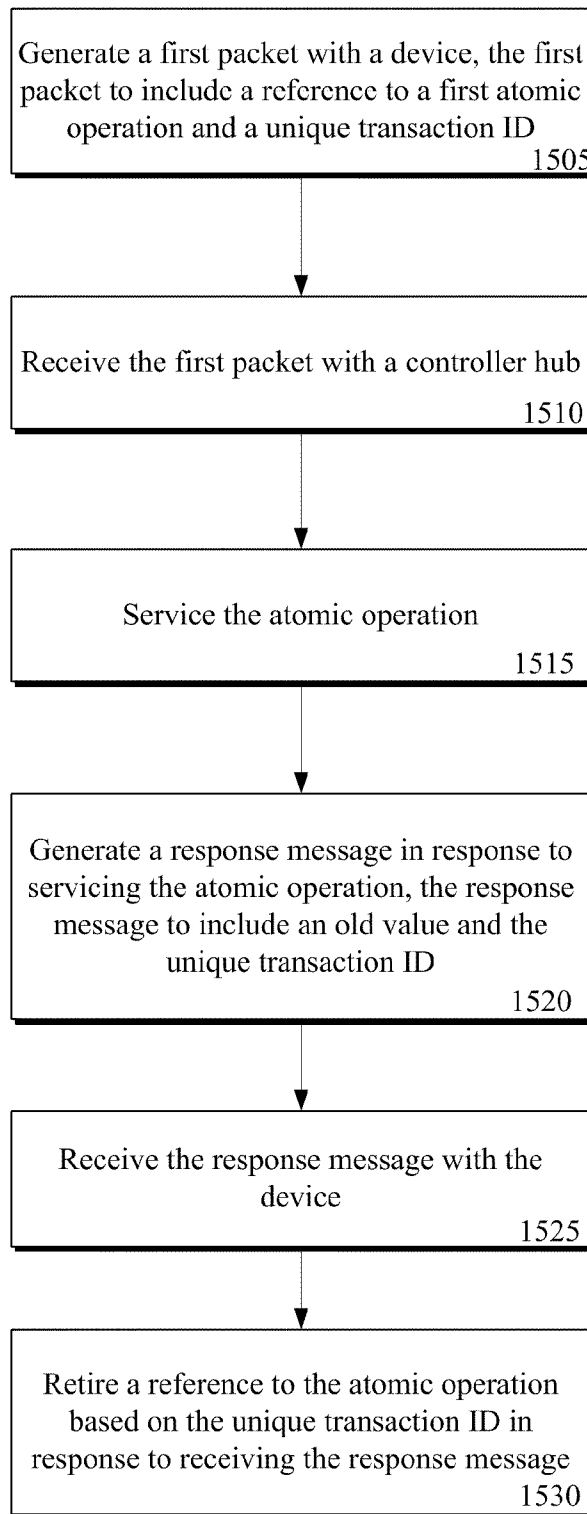 Generate a first packet with a device, the first
packet to include a reference to a first atomic
operation and a unique transaction ID
1505
Receive the first packet with a controller hub
1510
Service the atomic operation
1515
Generate a response message in response to
servicing the atomic operation, the response
message to include an old value and the
unique transaction ID
1520
Receive the response message with the
device
1525
Retire a reference to the atomic operation
based on the unique transaction ID in
response to receiving the response message
1530